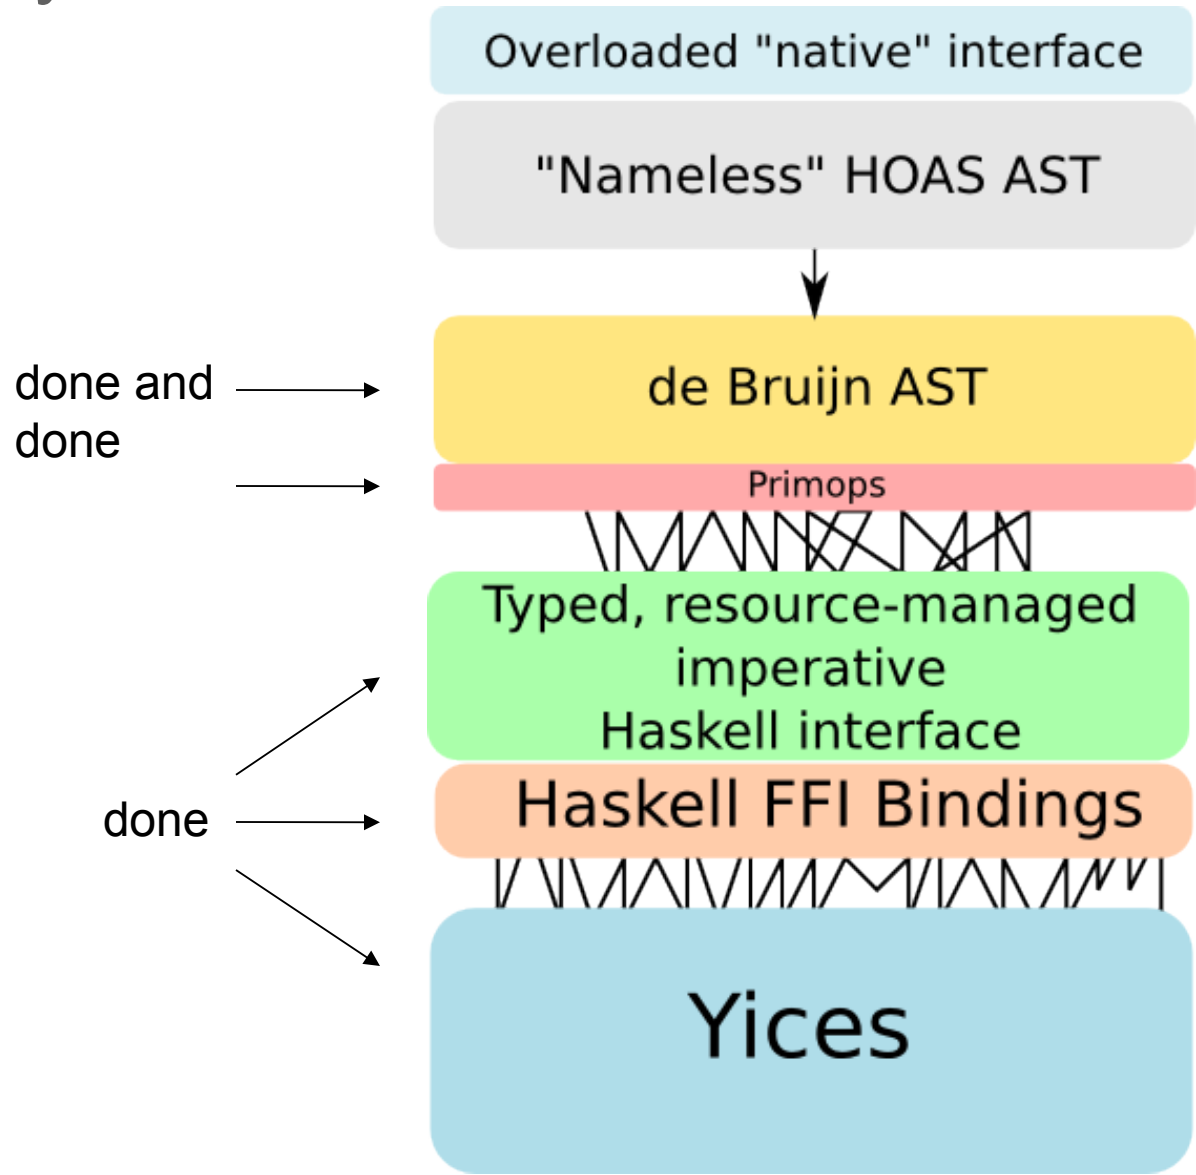 Overloaded "native" interface
"Nameless" HOAS AST
done and
done
de Bruijn AST
Primops
Typed, resource-managed
imperative
Haskell interface
done
Haskell FFI Bindings
Yices